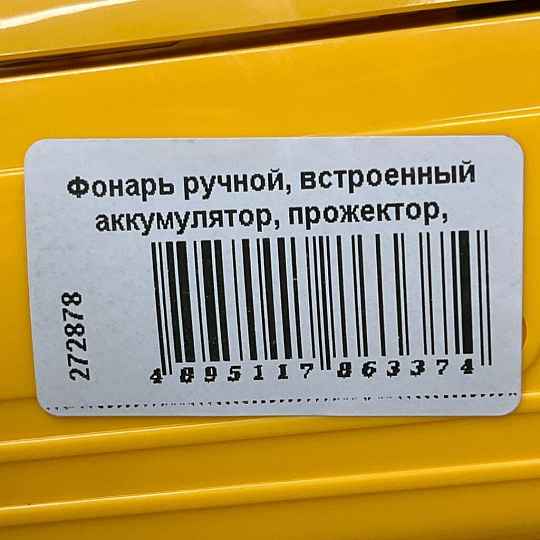 Фонарь ручной, встроенный
аккумулятор, прожектор,
272878
4 895117 863374